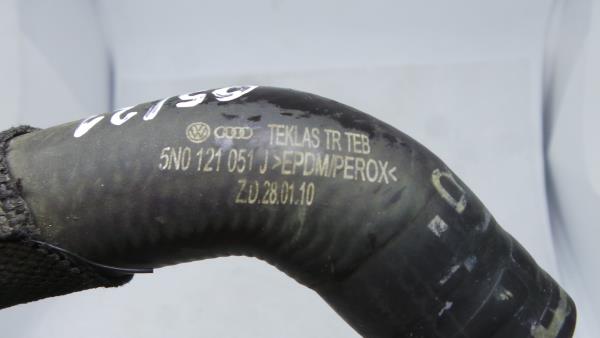 TEKLAS TR TEB
5N0 121 051 J >EPDM/PEROX<
Z.D.28.01.10